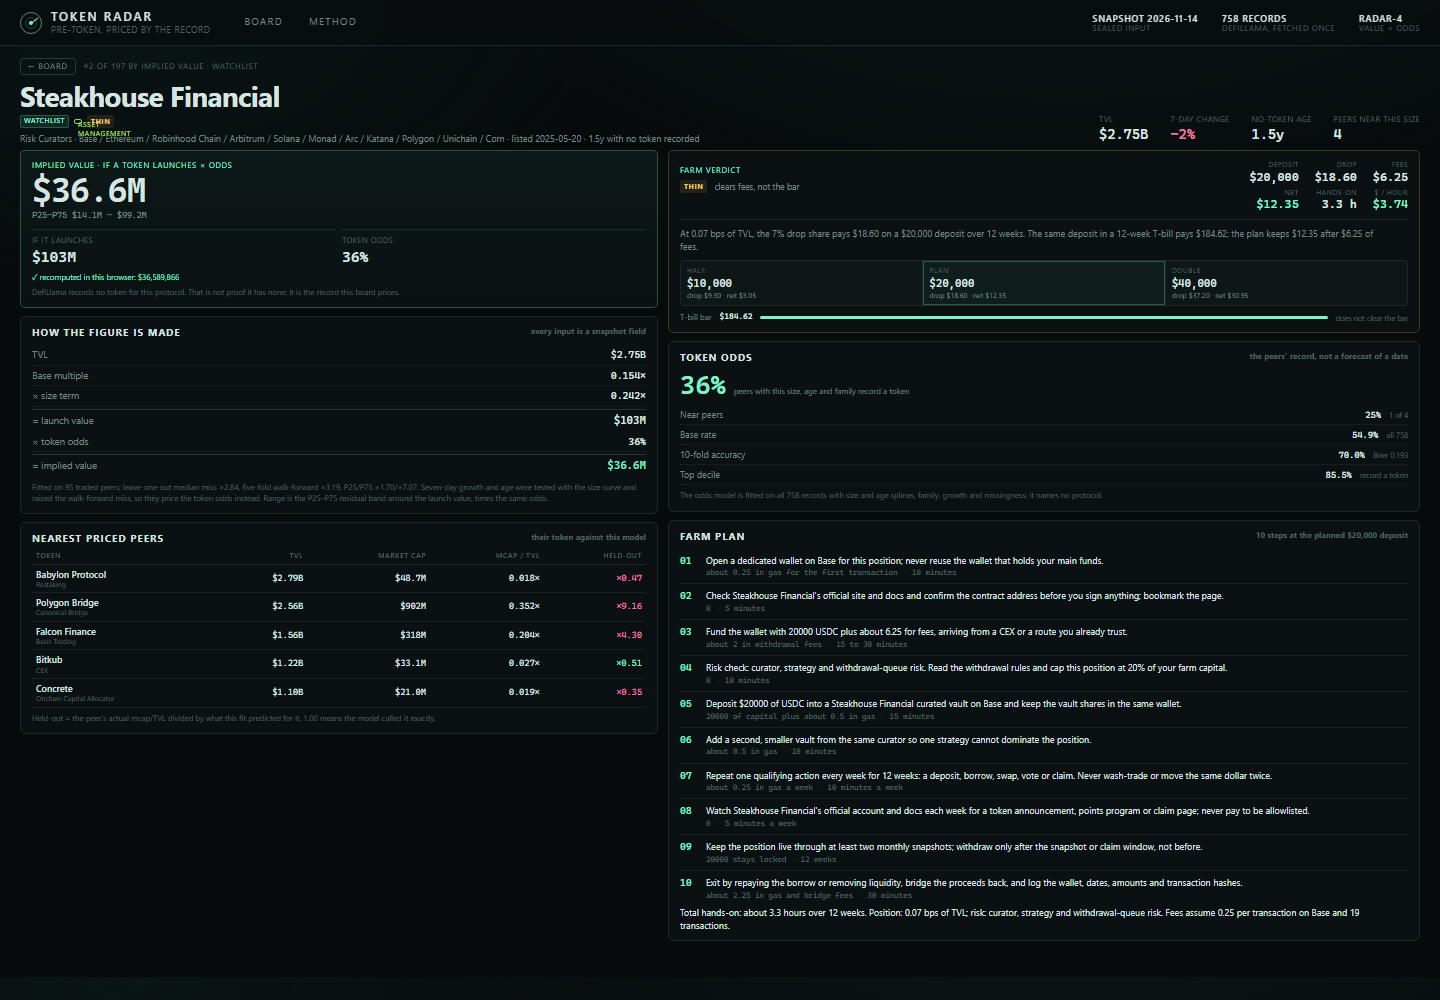 TOKEN RADAR
PRE-TOKEN, PRICED BY THE RECORD
BOARD
METHOD
SNAPSHOT 2026-11-14
SEALED INPUT
758 RECORDS
DEFILLAMA, FETCHED ONCE
RADAR-4
VALUE × ODDS
← BOARD
#2 OF 197 BY IMPLIED VALUE · WATCHLIST
Steakhouse Financial
WATCHLIST
ASSET MANAGEMENT
THIN
Risk Curators · Base / Ethereum / Robinhood Chain / Arbitrum / Solana / Monad / Arc / Katana / Polygon / Unichain / Corn · listed 2025-05-20 · 1.5y with no token recorded
TVL
$2.75B
7-DAY CHANGE
−2%
NO-TOKEN AGE
1.5y
PEERS NEAR THIS SIZE
4
IMPLIED VALUE · IF A TOKEN LAUNCHES × ODDS
$36.6M
P25–P75 $14.1M — $99.2M
IF IT LAUNCHES
$103M
TOKEN ODDS
36%
✓ recomputed in this browser: $36,589,866
DefiLlama records no token for this protocol. That is not proof it has none; it is the record this board prices.
HOW THE FIGURE IS MADE
every input is a snapshot field
TVL
$2.75B
Base multiple
0.154×
× size term
0.242×
= launch value
$103M
× token odds
36%
= implied value
$36.6M
Fitted on 95 traded peers; leave-one-out median miss ×2.84, five-fold walk-forward ×3.19, P25/P75 ×1.70/×7.07. Seven-day growth and age were tested with the size curve and
raised the walk-forward miss, so they price the token odds instead. Range is the P25–P75 residual band around the launch value, times the same odds.
NEAREST PRICED PEERS
their token against this model
TOKEN
TVL
MARKET CAP
MCAP / TVL
HELD-OUT
Babylon Protocol
Restaking
$2.79B
$48.7M
0.018×
×0.47
Polygon Bridge
Canonical Bridge
$2.56B
$902M
0.352×
×9.16
Falcon Finance
Basis Trading
$1.56B
$318M
0.204×
×4.30
Bitkub
CEX
$1.22B
$33.1M
0.027×
×0.51
Concrete
Onchain Capital Allocator
$1.10B
$21.0M
0.019×
×0.35
Held-out = the peer's actual mcap/TVL divided by what this fit predicted for it. 1.00 means the model called it exactly.
FARM VERDICT
THIN
clears fees, not the bar
DEPOSIT
$20,000
DROP
$18.60
FEES
$6.25
NET
$12.35
HANDS ON
3.3 h
$ / HOUR
$3.74
At 0.07 bps of TVL, the 7% drop share pays $18.60 on a $20,000 deposit over 12 weeks. The same deposit in a 12-week T-bill pays $184.62; the plan keeps $12.35 after $6.25 of
fees.
HALF
$10,000
drop $9.30 · net $3.05
PLAN
$20,000
drop $18.60 · net $12.35
DOUBLE
$40,000
drop $37.20 · net $30.95
T-bill bar
$184.62
does not clear the bar
TOKEN ODDS
the peers' record, not a forecast of a date
36%
peers with this size, age and family record a token
Near peers
25%
1 of 4
Base rate
54.9%
all 758
10-fold accuracy
70.0%
Brier 0.193
Top decile
85.5%
record a token
The odds model is fitted on all 758 records with size and age splines, family, growth and missingness; it names no protocol.
FARM PLAN
10 steps at the planned $20,000 deposit
01
Open a dedicated wallet on Base for this position; never reuse the wallet that holds your main funds.
about 0.25 in gas for the first transaction · 10 minutes
02
Check Steakhouse Financial's official site and docs and confirm the contract address before you sign anything; bookmark the page.
0 · 5 minutes
03
Fund the wallet with 20000 USDC plus about 6.25 for fees, arriving from a CEX or a route you already trust.
about 2 in withdrawal fees · 15 to 30 minutes
04
Risk check: curator, strategy and withdrawal-queue risk. Read the withdrawal rules and cap this position at 20% of your farm capital.
0 · 10 minutes
05
Deposit $20000 of USDC into a Steakhouse Financial curated vault on Base and keep the vault shares in the same wallet.
20000 of capital plus about 0.5 in gas · 15 minutes
06
Add a second, smaller vault from the same curator so one strategy cannot dominate the position.
about 0.5 in gas · 10 minutes
07
Repeat one qualifying action every week for 12 weeks: a deposit, borrow, swap, vote or claim. Never wash-trade or move the same dollar twice.
about 0.25 in gas a week · 10 minutes a week
08
Watch Steakhouse Financial's official account and docs each week for a token announcement, points program or claim page; never pay to be allowlisted.
0 · 5 minutes a week
09
Keep the position live through at least two monthly snapshots; withdraw only after the snapshot or claim window, not before.
20000 stays locked · 12 weeks
10
Exit by repaying the borrow or removing liquidity, bridge the proceeds back, and log the wallet, dates, amounts and transaction hashes.
about 2.25 in gas and bridge fees · 30 minutes
Total hands-on: about 3.3 hours over 12 weeks. Position: 0.07 bps of TVL; risk: curator, strategy and withdrawal-queue risk. Fees assume 0.25 per transaction on Base and 19
transactions.